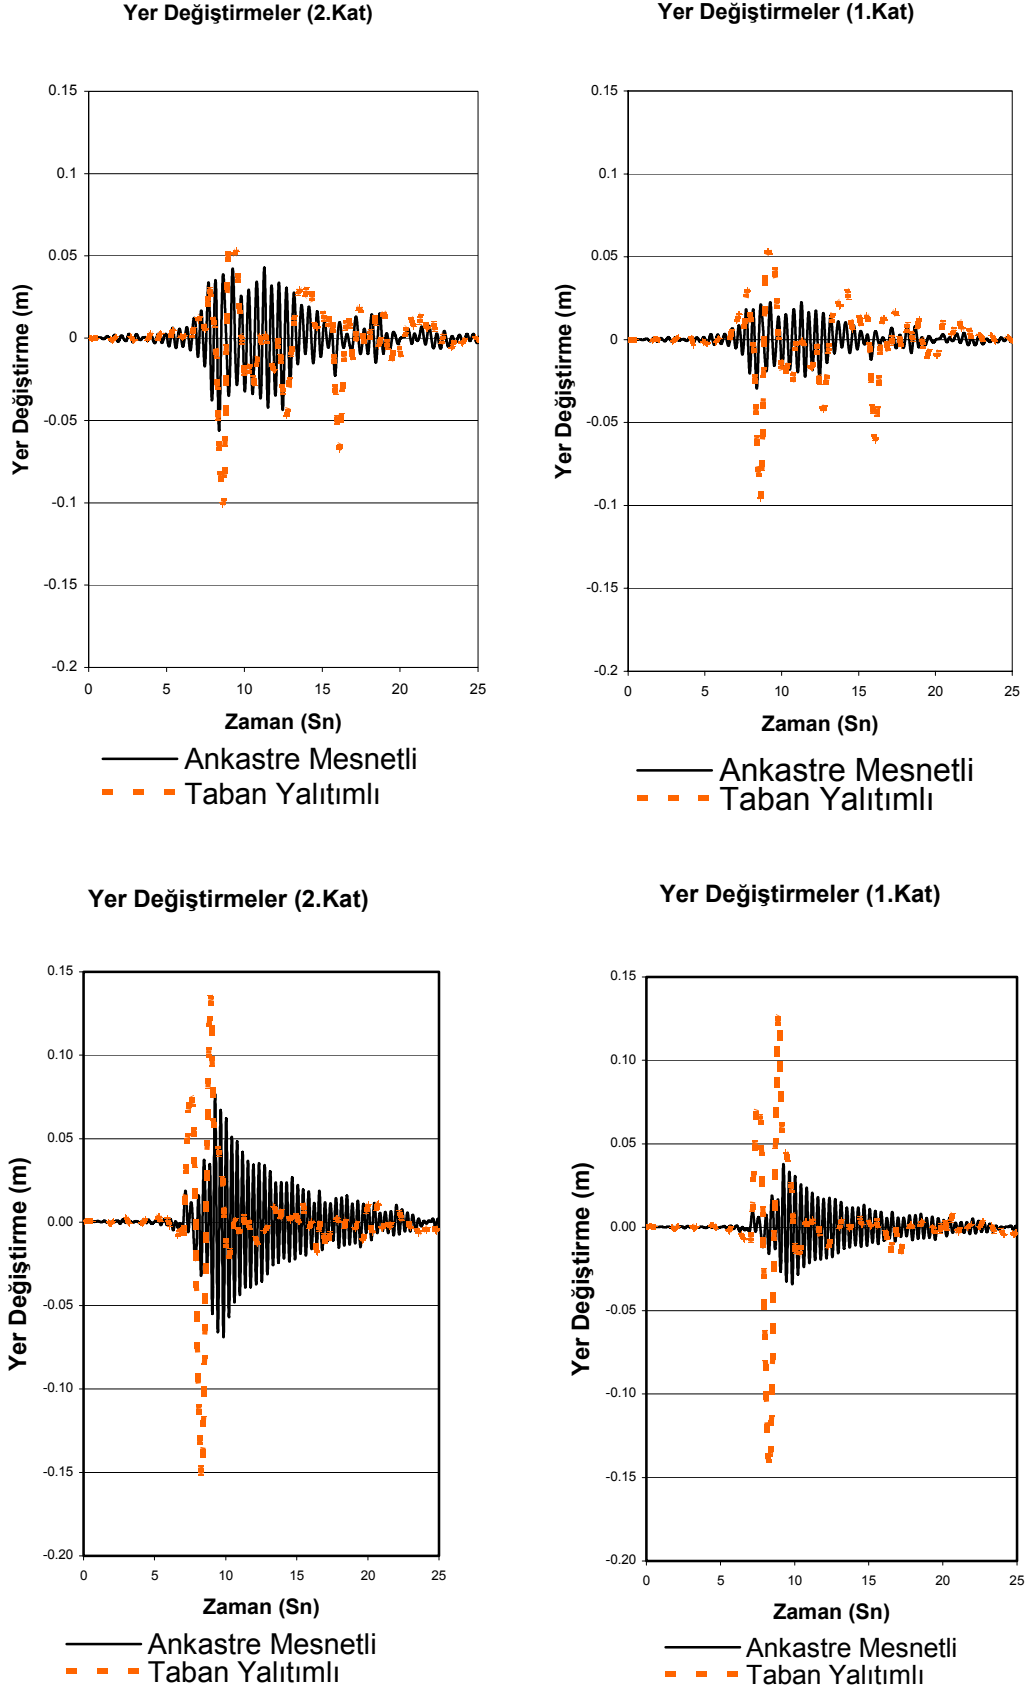 Yer Değiştirmeler (2.Kat)
0.15
0.1
0.05
0
-0.05
-0.1
-0.15
-0.2
Yer Değiştirme (m)
0 5 10 15 20 25
Zaman (Sn)
Ankastre Mesnetli
Taban Yalıtımlı
Yer Değiştirmeler (1.Kat)
0.15
0.1
0.05
0
-0.05
-0.1
-0.15
-0.2
Yer Değiştirme (m)
0 5 10 15 20 25
Zaman (Sn)
Ankastre Mesnetli
Taban Yalıtımlı
Yer Değiştirmeler (2.Kat)
0.15
0.10
0.05
0.00
-0.05
-0.10
-0.15
-0.20
Yer Değiştirme (m)
0 5 10 15 20 25
Zaman (Sn)
Ankastre Mesnetli
Taban Yalıtımlı
Yer Değiştirmeler (1.Kat)
0.15
0.10
0.05
0.00
-0.05
-0.10
-0.15
-0.20
Yer Değiştirme (m)
0 5 10 15 20 25
Zaman (Sn)
Ankastre Mesnetli
Taban Yalıtımlı